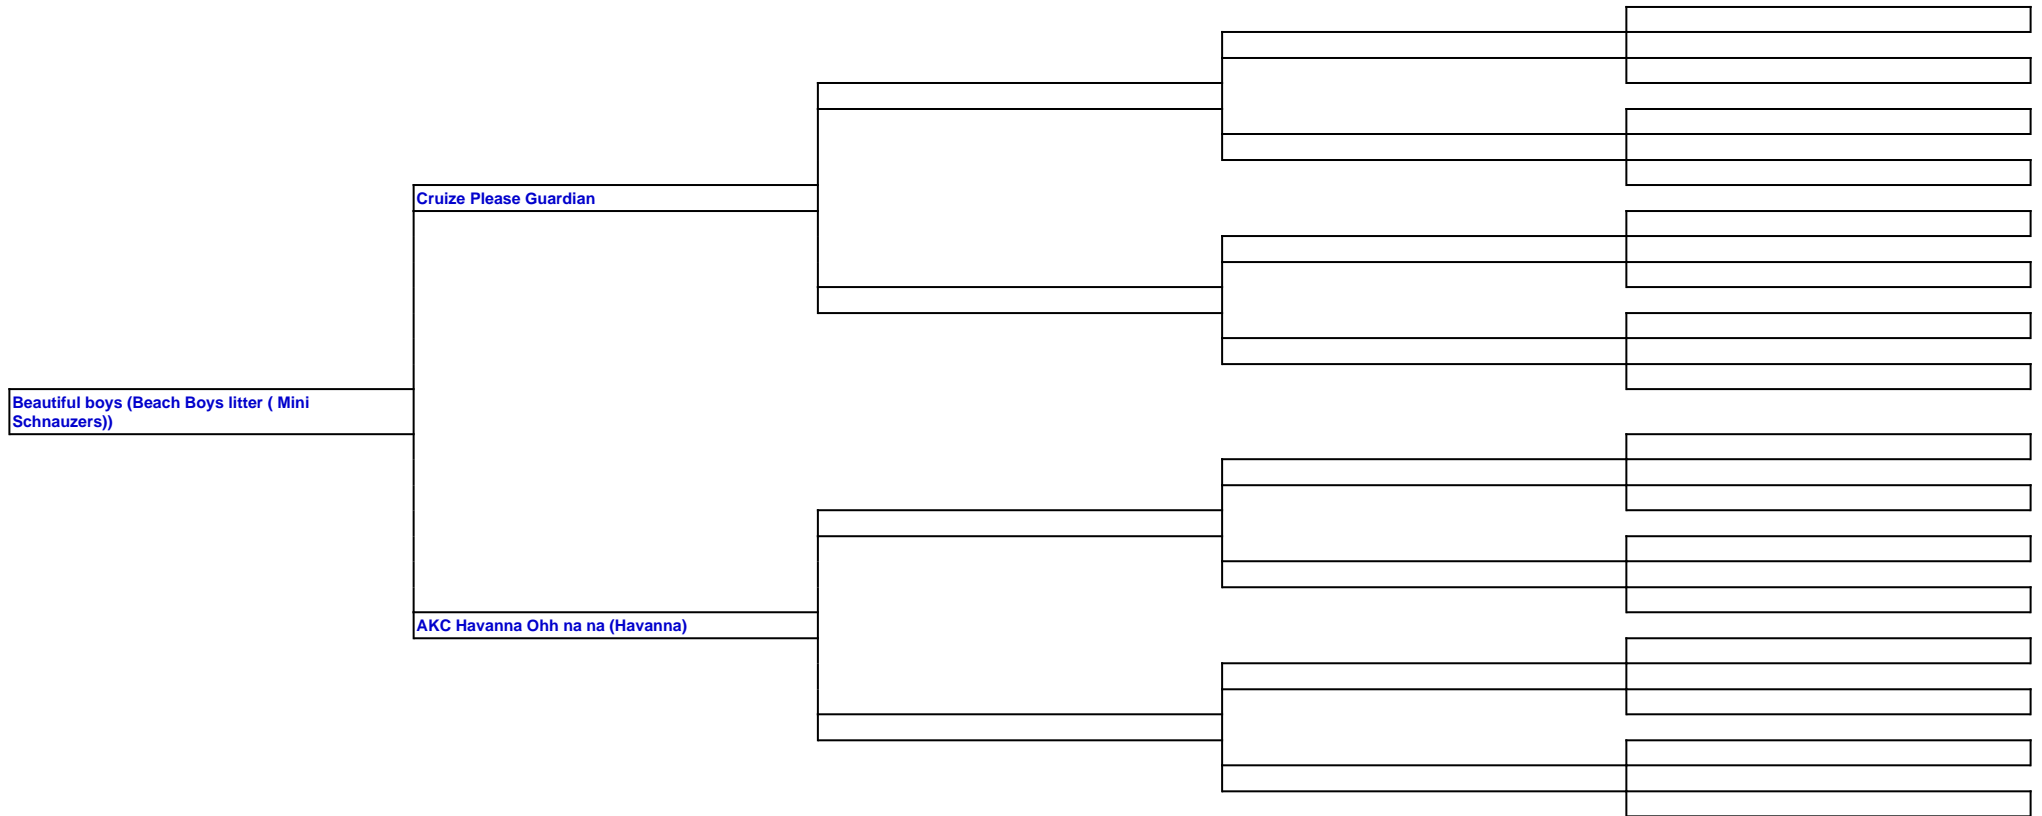 Cruize Please Guardian
Beautiful boys (Beach Boys litter ( Mini
Schnauzers))
AKC Havanna Ohh na na (Havanna)